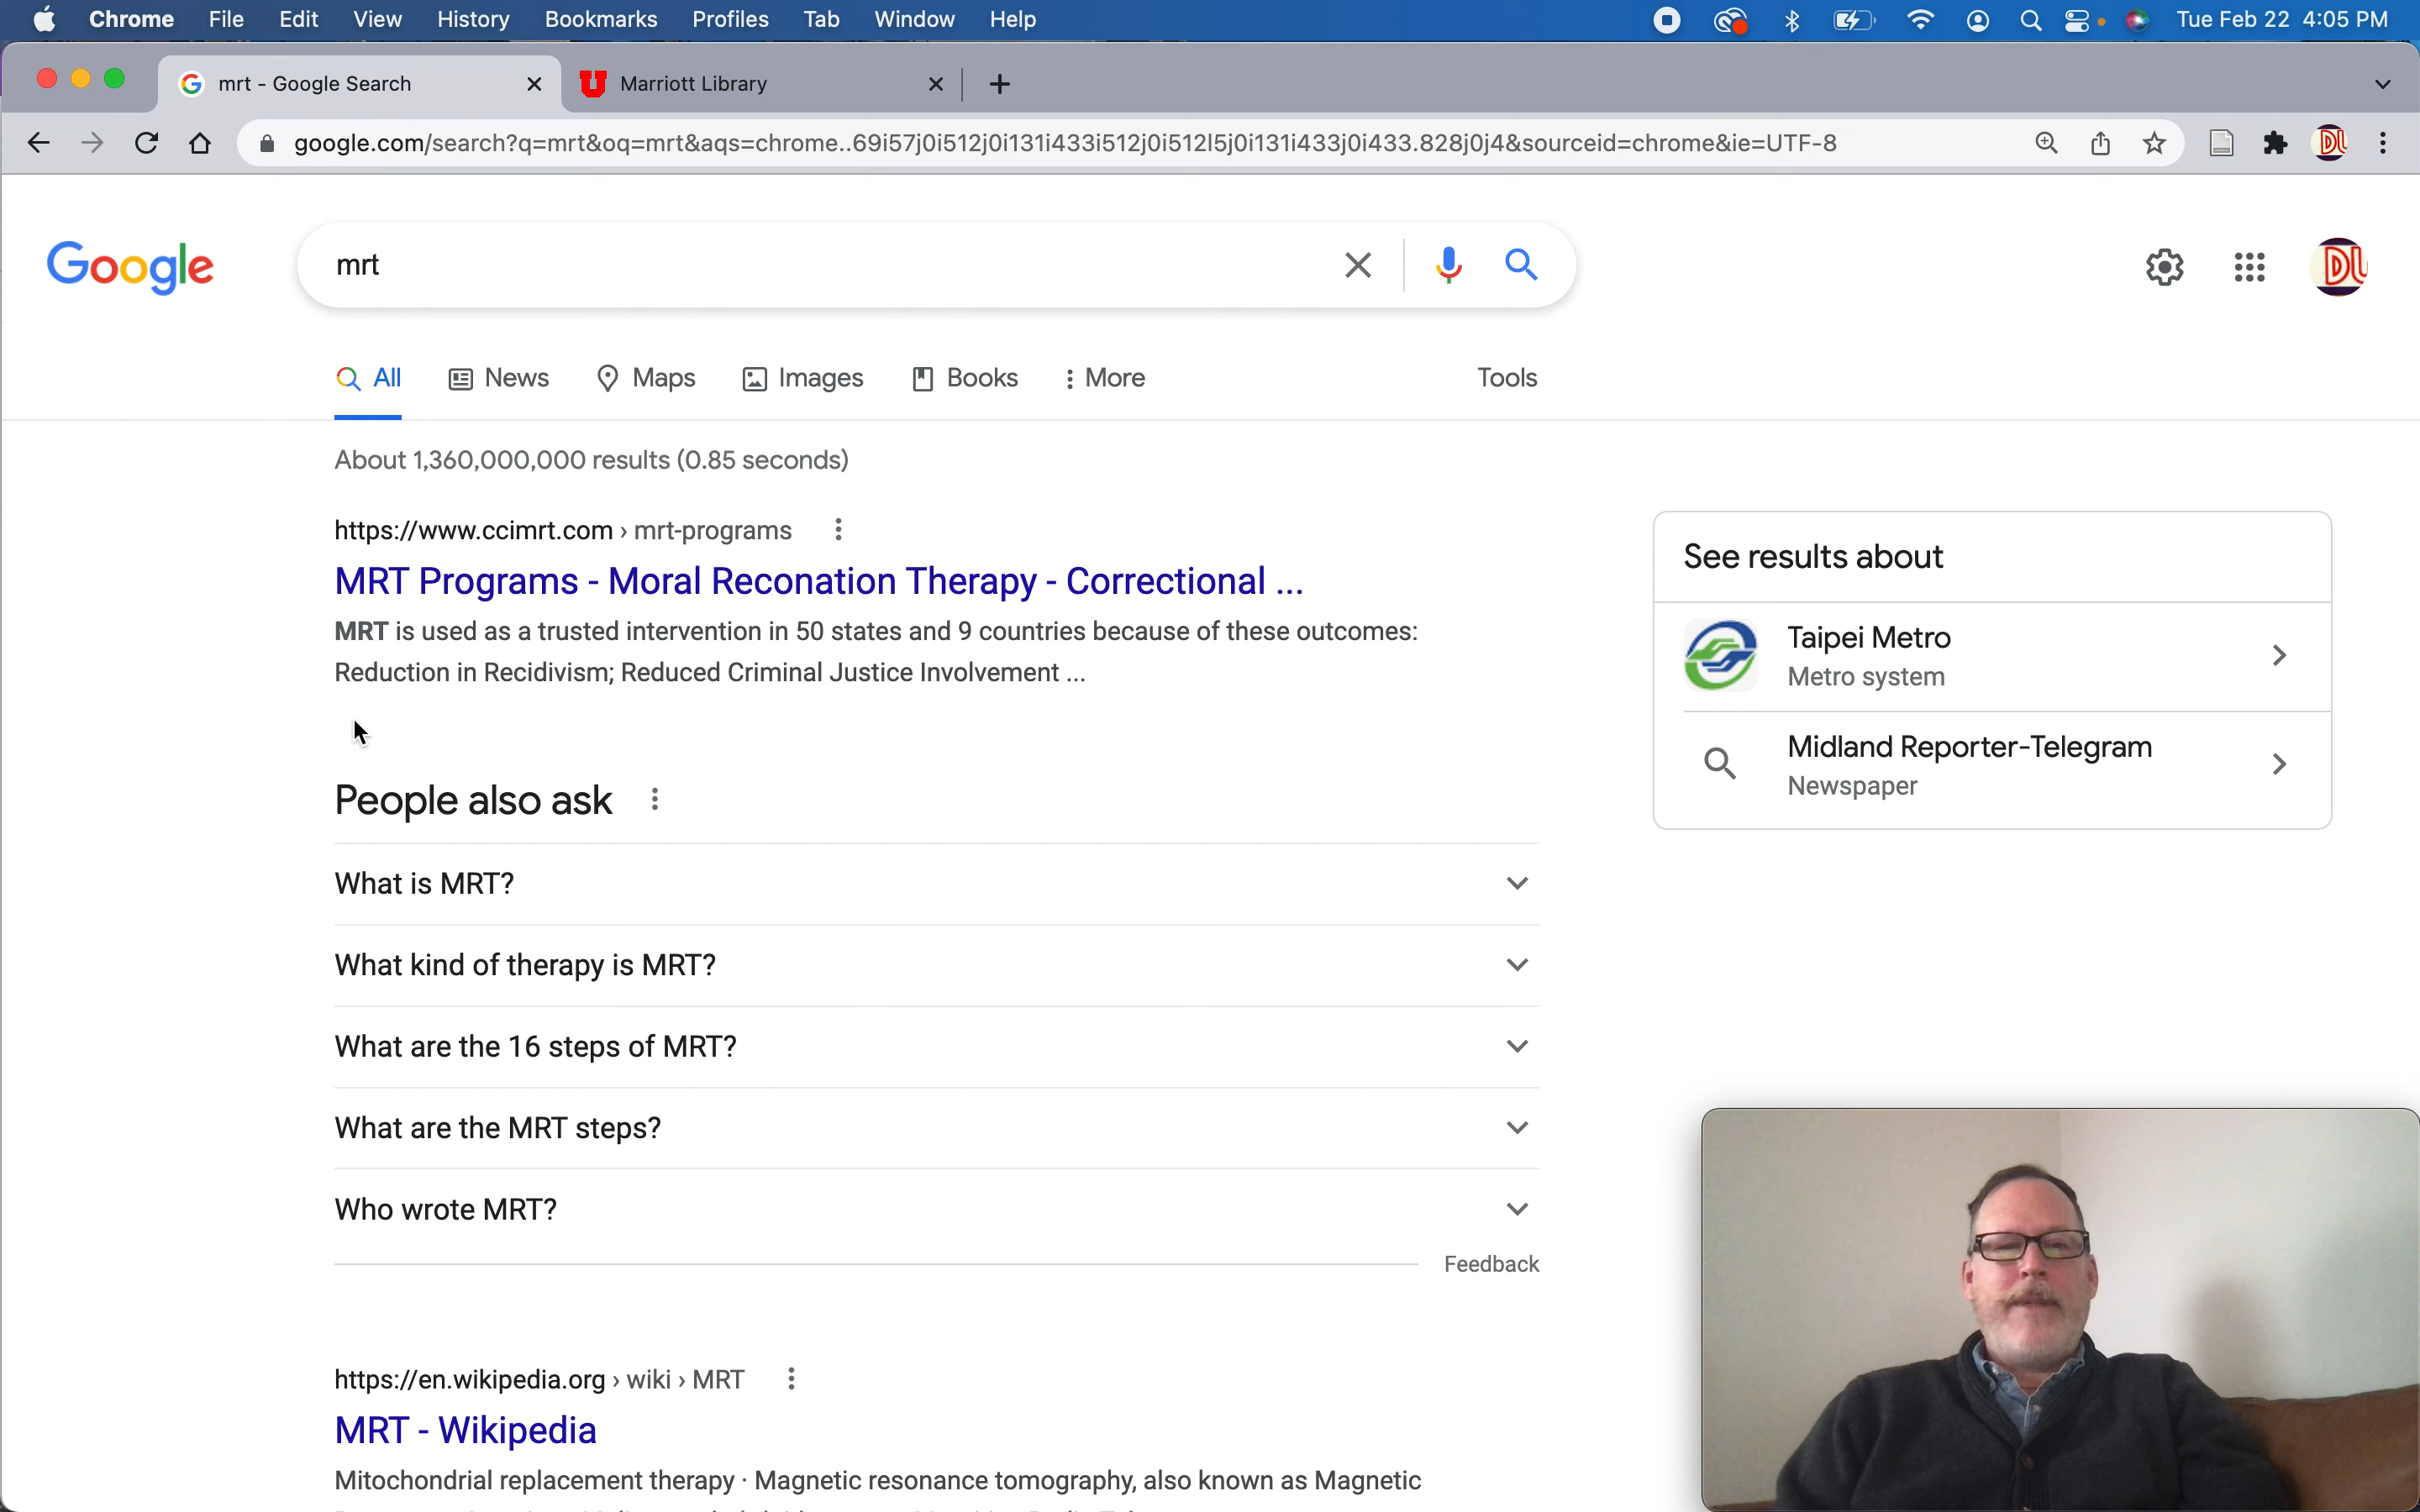 Chrome File Edit View History Bookmarks Profiles Tab Window Help Tue Feb 22 4:05 PM
mrt - Google Search Marriott Library
google.com/search?q=mrt&oq=mrt&aqs=chrome..69i57j0i512j0i131i433i512j0i512l5j0i131i433j0i433.828j0j4&sourceid=chrome&ie=UTF-8
Google mrt
All News Maps Images Books More Tools
About 1,360,000,000 results (0.85 seconds)
https://www.ccimrt.com › mrt-programs
MRT Programs - Moral Reconation Therapy - Correctional ...
MRT is used as a trusted intervention in 50 states and 9 countries because of these outcomes:
Reduction in Recidivism; Reduced Criminal Justice Involvement ...
See results about
Taipei Metro
Metro system
Midland Reporter-Telegram
Newspaper
People also ask
What is MRT?
What kind of therapy is MRT?
What are the 16 steps of MRT?
What are the MRT steps?
Who wrote MRT?
Feedback
https://en.wikipedia.org › wiki › MRT
MRT - Wikipedia
Mitochondrial replacement therapy · Magnetic resonance tomography, also known as Magnetic